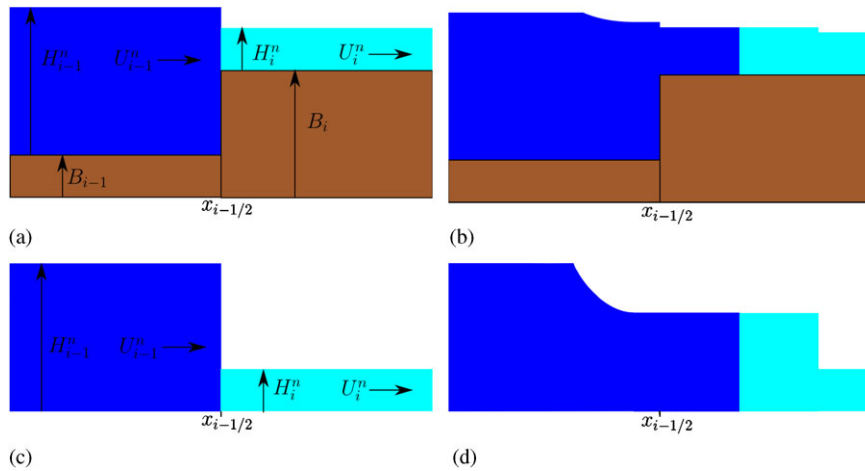 H^n_{i-1} U^n_{i-1} H^n_i U^n_i
B_i
B_{i-1}
x_{i-1/2} x_{i-1/2}
(a) (b)
H^n_{i-1} U^n_{i-1} H^n_i U^n_i
x_{i-1/2} x_{i-1/2}
(c) (d)